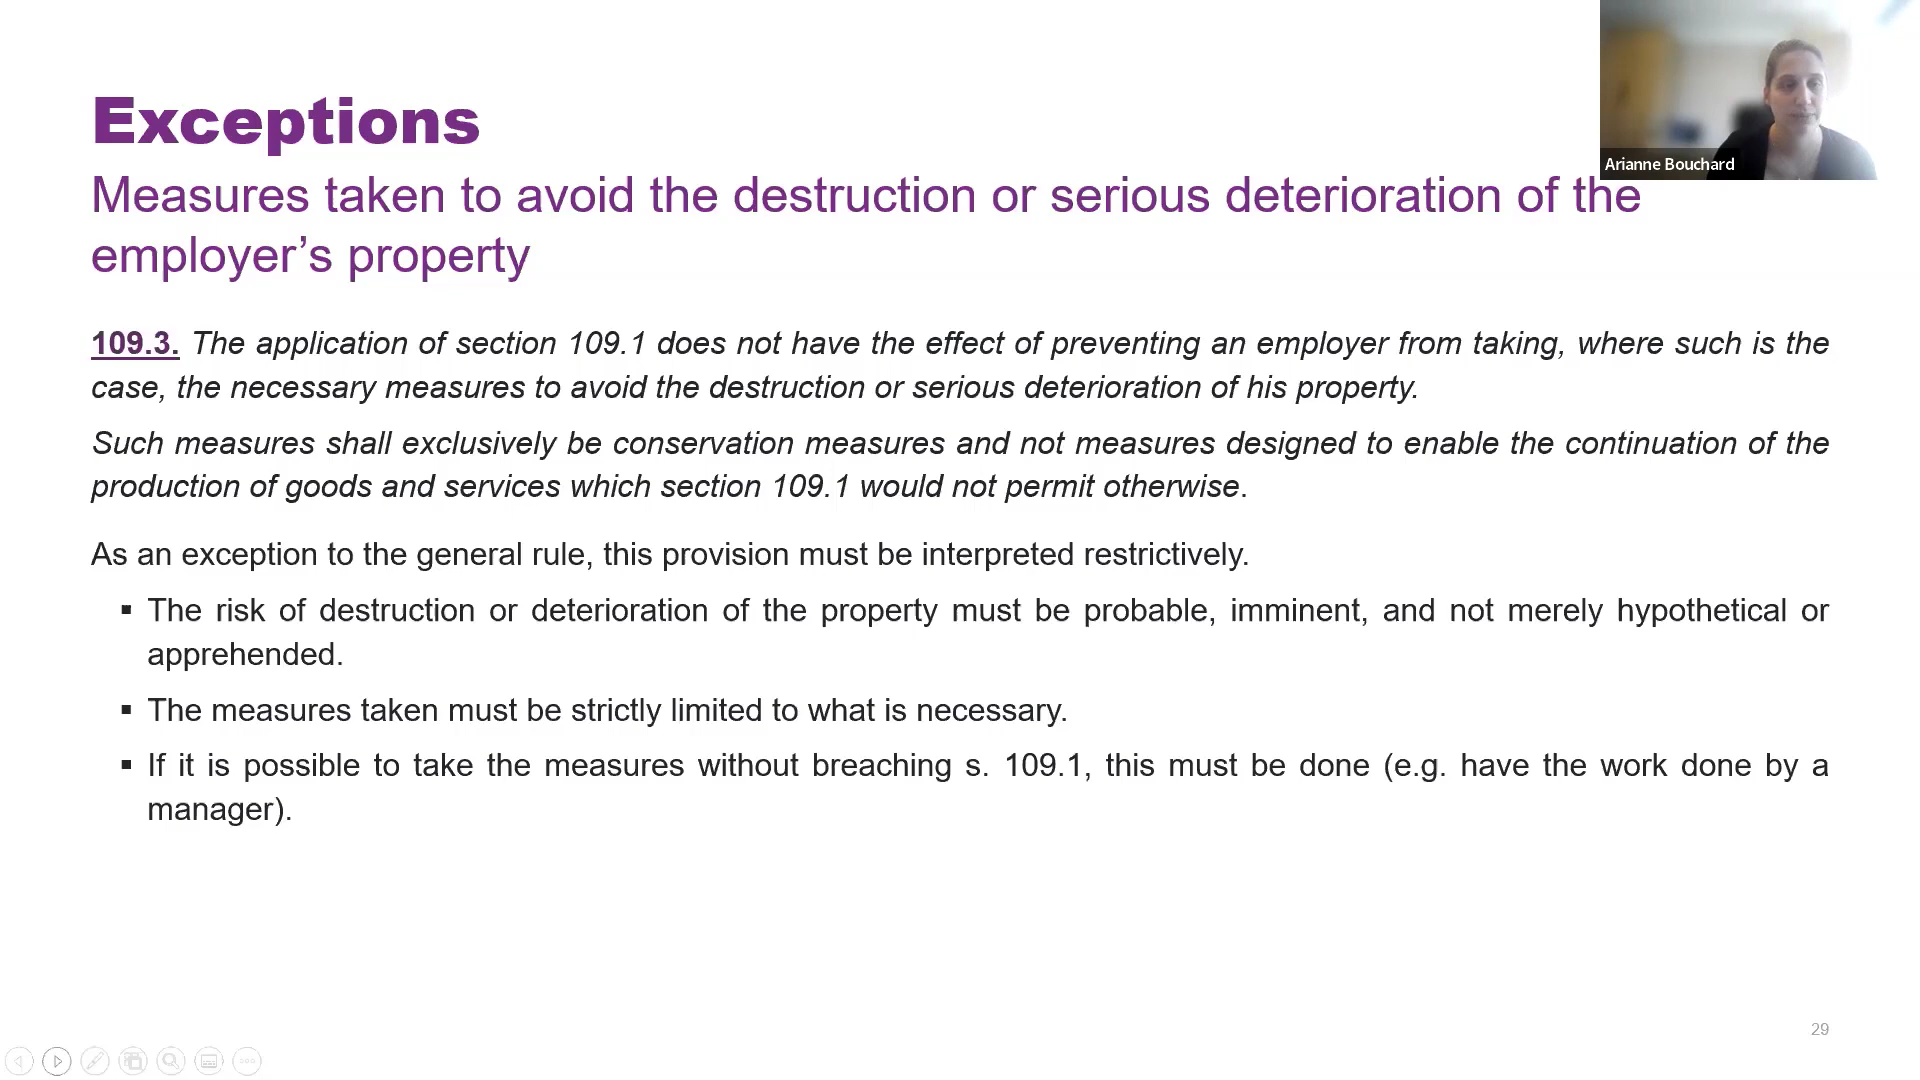 Exceptions
Arianne Bouchard
Measures taken to avoid the destruction or serious deterioration of the
employer’s property
109.3. The application of section 109.1 does not have the effect of preventing an employer from taking, where such is the
case, the necessary measures to avoid the destruction or serious deterioration of his property.
Such measures shall exclusively be conservation measures and not measures designed to enable the continuation of the
production of goods and services which section 109.1 would not permit otherwise.
As an exception to the general rule, this provision must be interpreted restrictively.
▪ The risk of destruction or deterioration of the property must be probable, imminent, and not merely hypothetical or
apprehended.
▪ The measures taken must be strictly limited to what is necessary.
▪ If it is possible to take the measures without breaching s. 109.1, this must be done (e.g. have the work done by a
manager).
29